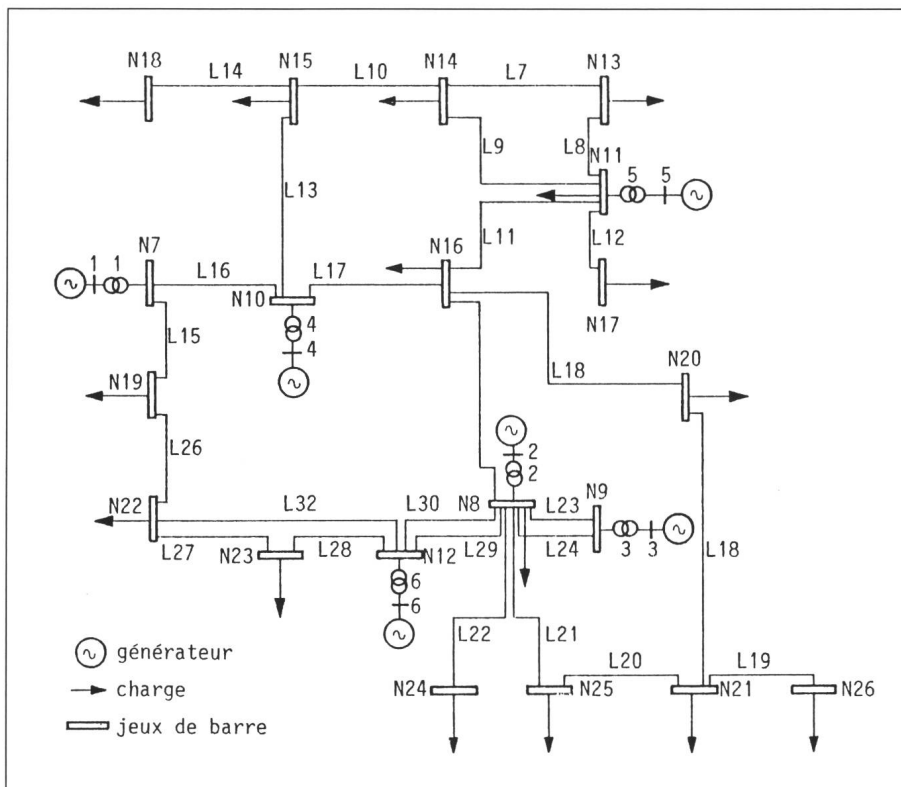 N18
N15
N14
N13
L14
L10
L7
L9
L8
N11
5
5
L13
L11
L12
N7
N16
1
1
L16
L17
N10
N17
4
4
L15
L18
N20
N19
L26
2
2
N22
L32
L30
N8
L23
N9
L27
L28
L29
L24
3
3
L18
N23
N12
6
6
L22
L21
générateur
L20
L19
charge
N24
N25
N21
N26
jeux de barre